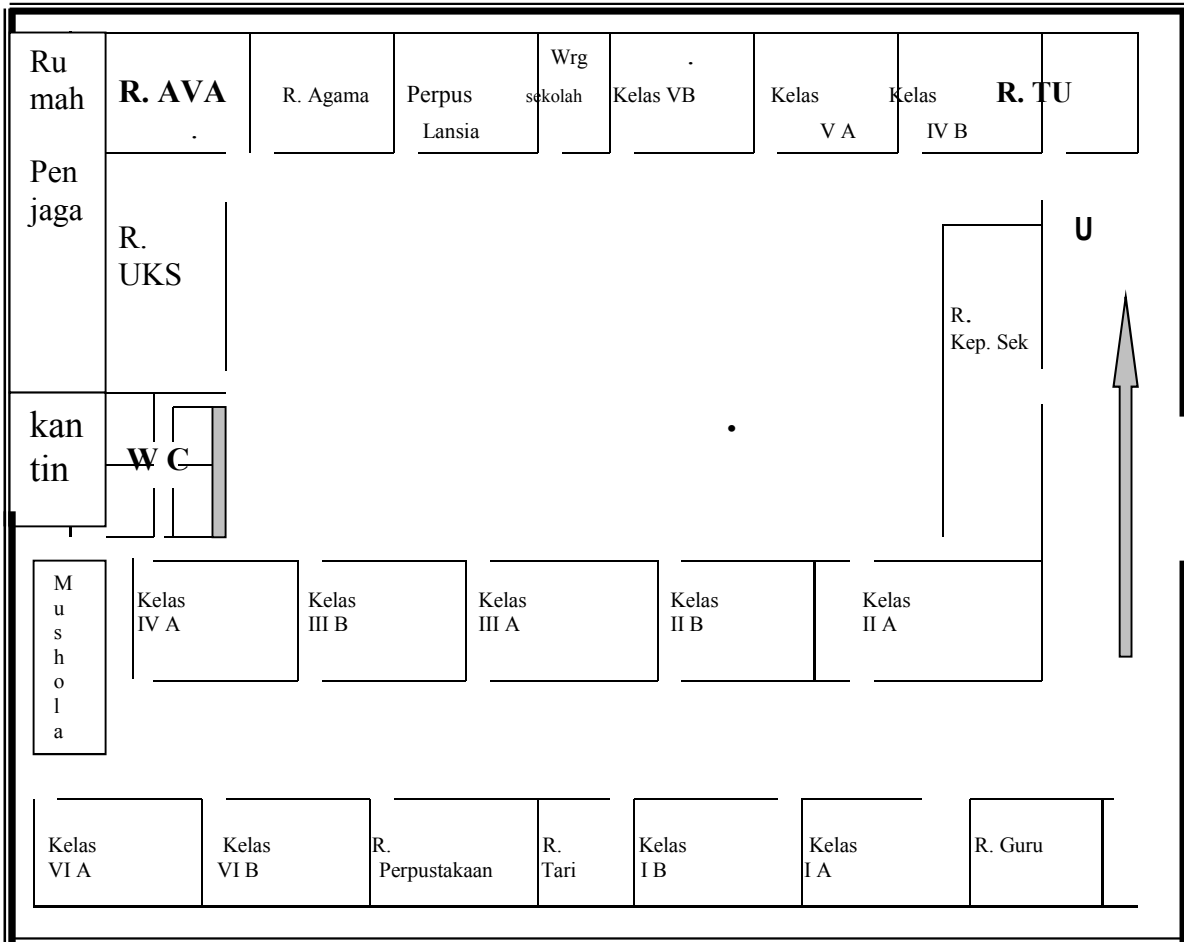 Ru
mah
Pen
jaga
R. AVA
.
R. Agama
Perpus
Lansia
Wrg
sekolah
.
Kelas VB
Kelas
V A
Kelas
IV B
R. TU
R.
UKS
U
R.
Kep. Sek
kan
tin
W C
M
u
s
h
o
l
a
Kelas
IV A
Kelas
III B
Kelas
III A
Kelas
II B
Kelas
II A
Kelas
VI A
Kelas
VI B
R.
Perpustakaan
R.
Tari
Kelas
I B
Kelas
I A
R. Guru